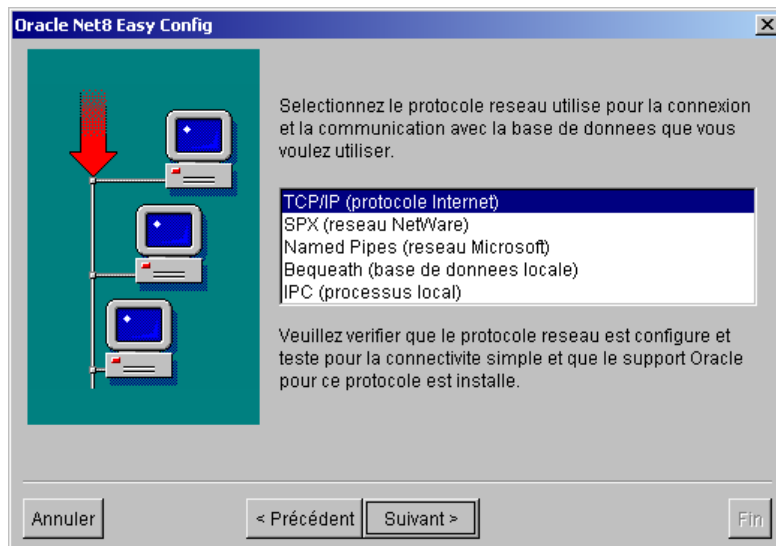 Oracle Net8 Easy Config
Selectionnez le protocole reseau utilise pour la connexion
et la communication avec la base de donnees que vous
voulez utiliser.
TCP/IP (protocole Internet)
SPX (reseau NetWare)
Named Pipes (reseau Microsoft)
Bequeath (base de donnees locale)
IPC (processus local)
Veuillez verifier que le protocole reseau est configure et
teste pour la connectivite simple et que le support Oracle
pour ce protocole est installe.
Annuler
< Précédent
Suivant >
Fin